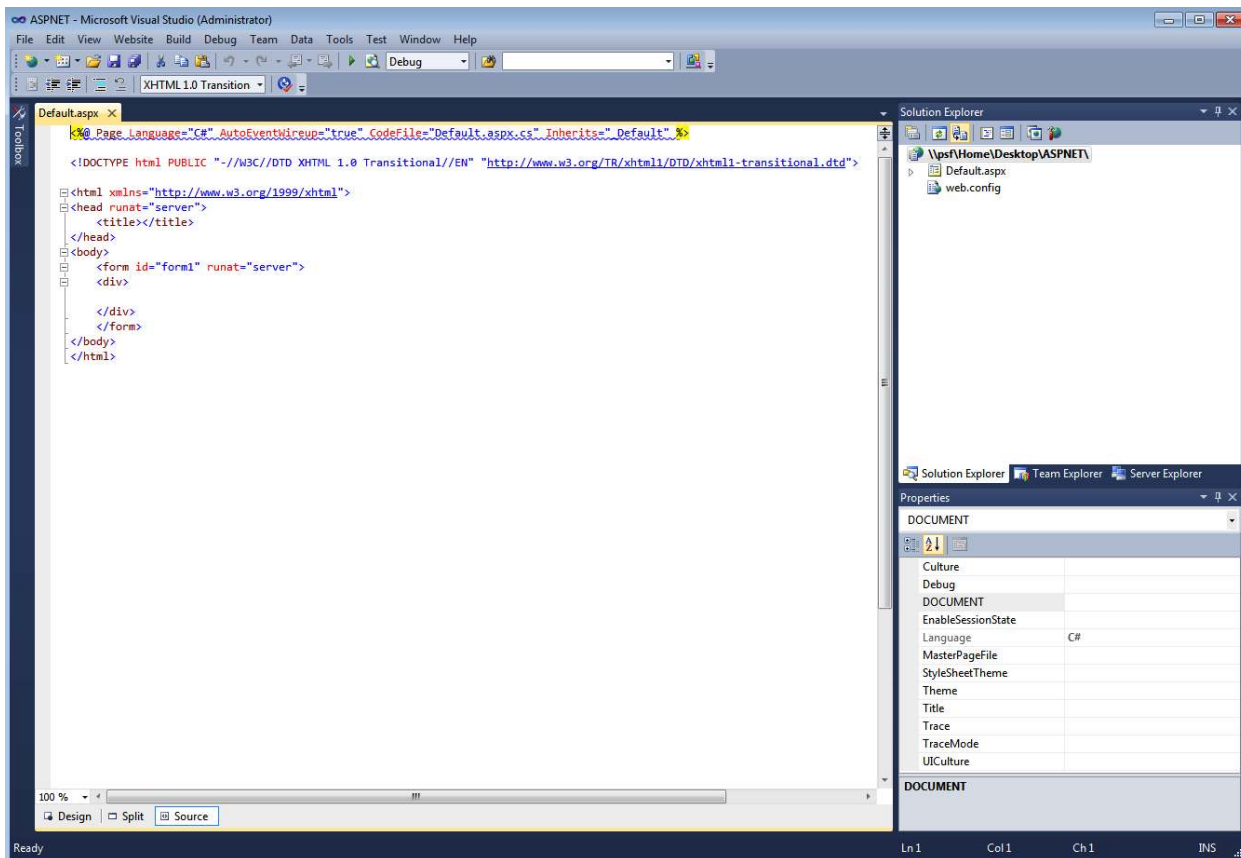 ASPNET - Microsoft Visual Studio (Administrator)
File Edit View Website Build Debug Team Data Tools Test Window Help
Debug
XHTML 1.0 Transition
Toolbox
Default.aspx
<%@ Page Language="C#" AutoEventWireup="true" CodeFile="Default.aspx.cs" Inherits="_Default" %>
<!DOCTYPE html PUBLIC "-//W3C//DTD XHTML 1.0 Transitional//EN" "http://www.w3.org/TR/xhtml1/DTD/xhtml1-transitional.dtd">
<html xmlns="http://www.w3.org/1999/xhtml">
<head runat="server">
<title></title>
</head>
<body>
<form id="form1" runat="server">
<div>
</div>
</form>
</body>
</html>
100 %
Design Split Source
Solution Explorer
\\psf\Home\Desktop\ASPNET\
Default.aspx
web.config
Solution Explorer Team Explorer Server Explorer
Properties
DOCUMENT
Culture
Debug
DOCUMENT
EnableSessionState
Language C#
MasterPageFile
StyleSheetTheme
Theme
Title
Trace
TraceMode
UICulture
DOCUMENT
Ready Ln 1 Col 1 Ch 1 INS